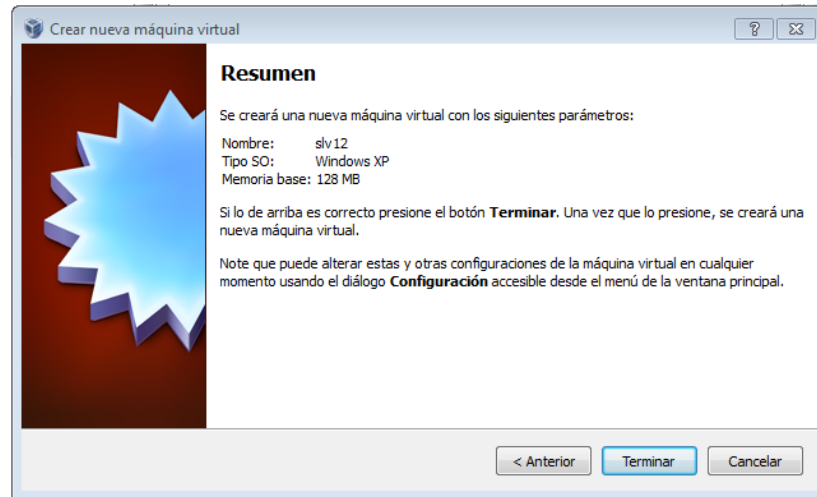 Crear nueva máquina virtual
Resumen
Se creará una nueva máquina virtual con los siguientes parámetros:
Nombre: slv12
Tipo SO: Windows XP
Memoria base: 128 MB
Si lo de arriba es correcto presione el botón Terminar. Una vez que lo presione, se creará una
nueva máquina virtual.
Note que puede alterar estas y otras configuraciones de la máquina virtual en cualquier
momento usando el diálogo Configuración accesible desde el menú de la ventana principal.
< Anterior Terminar Cancelar